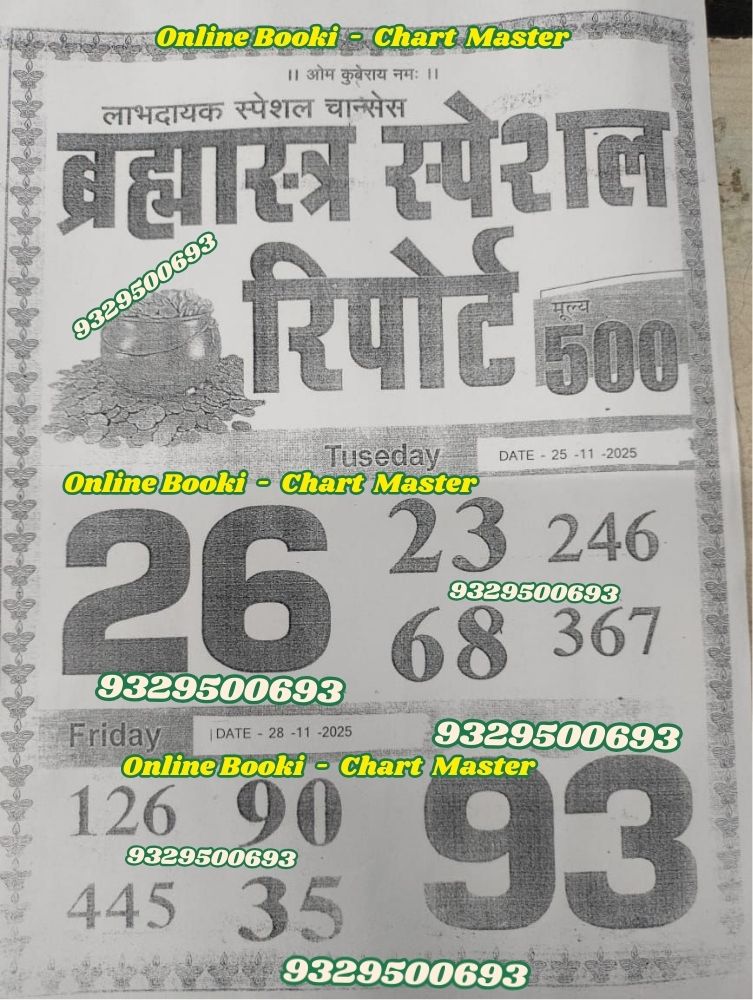 Online Booki - Chart Master
।। ओम कुबेराय नमः ।।
लाभदायक स्पेशल चान्सेस
ब्रह्मास्त्र स्पेशल
रिपोर्ट
9329500693
मूल्य
500
Tuseday
DATE - 25 -11 -2025
Online Booki - Chart Master
26
23 246
9329500693
68 367
9329500693
Friday
DATE - 28 -11 -2025
9329500693
Online Booki - Chart Master
126 90
9329500693
445 35
93
9329500693